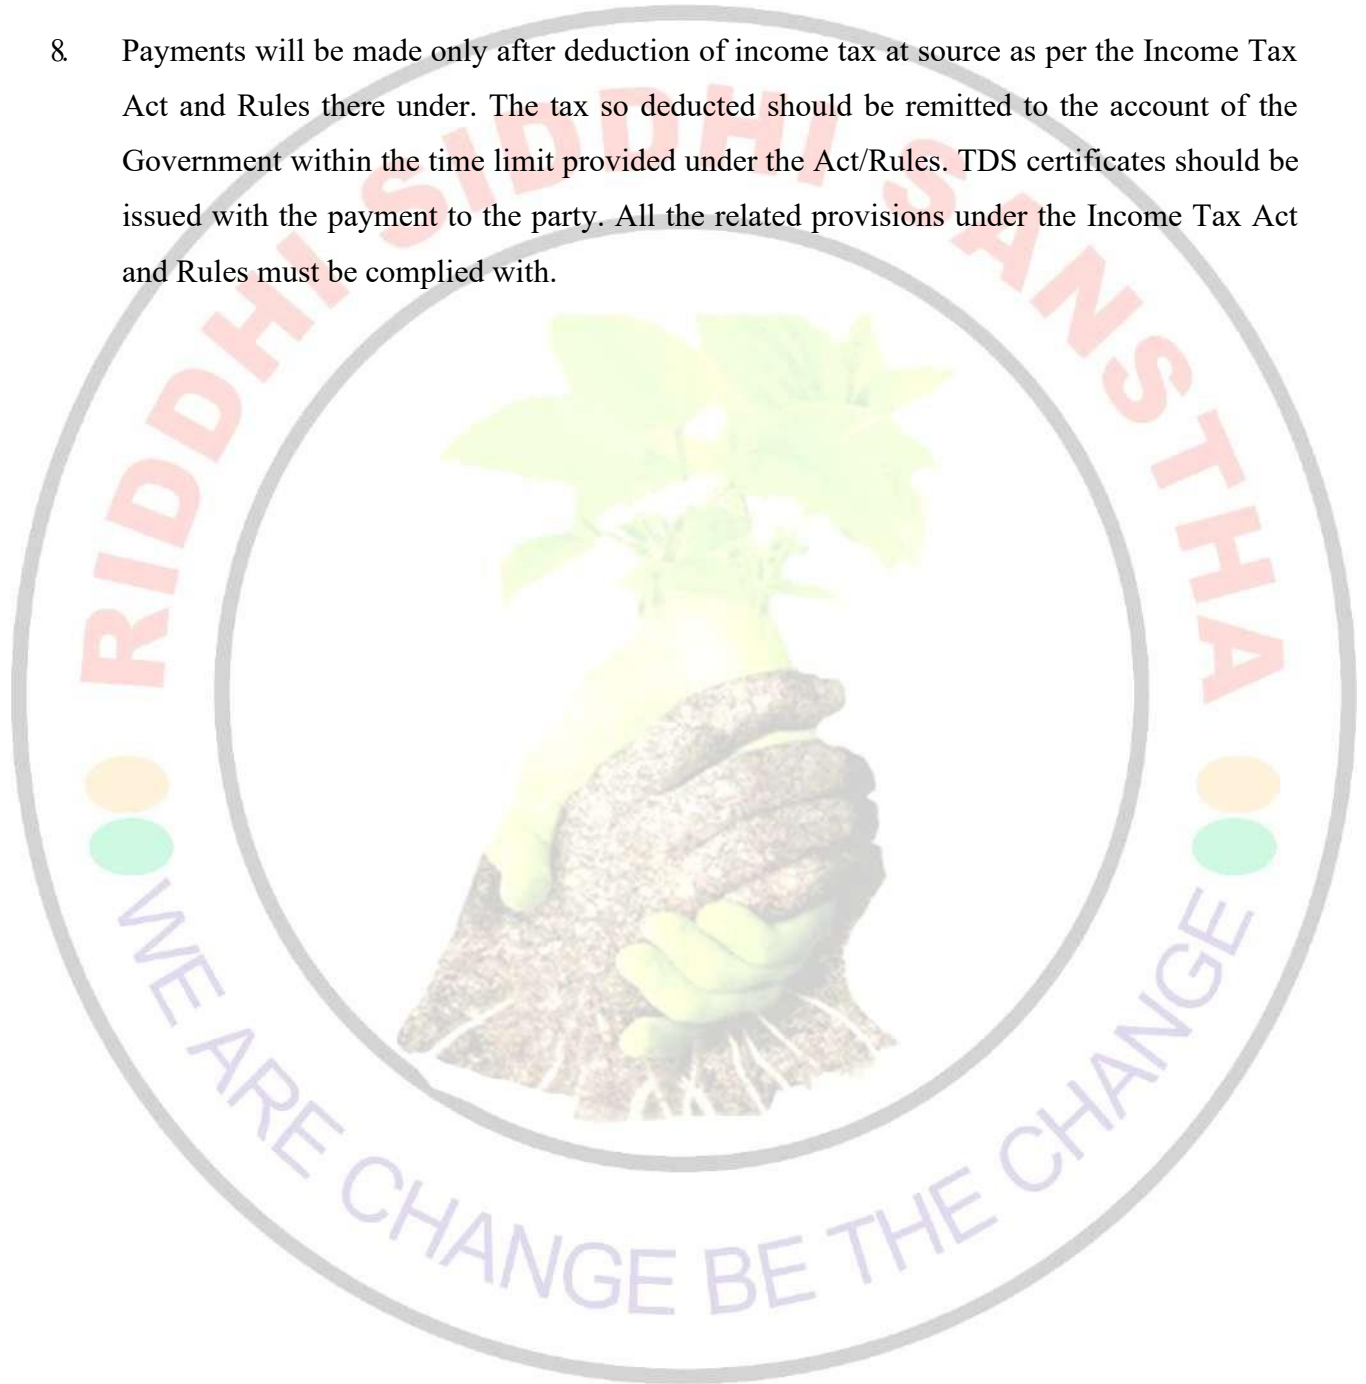 8. Payments will be made only after deduction of income tax at source as per the Income Tax
Act and Rules there under. The tax so deducted should be remitted to the account of the
Government within the time limit provided under the Act/Rules. TDS certificates should be
issued with the payment to the party. All the related provisions under the Income Tax Act
and Rules must be complied with.
RIDDHI SIDDHI SANSTHA
WE ARE CHANGE BE THE CHANGE